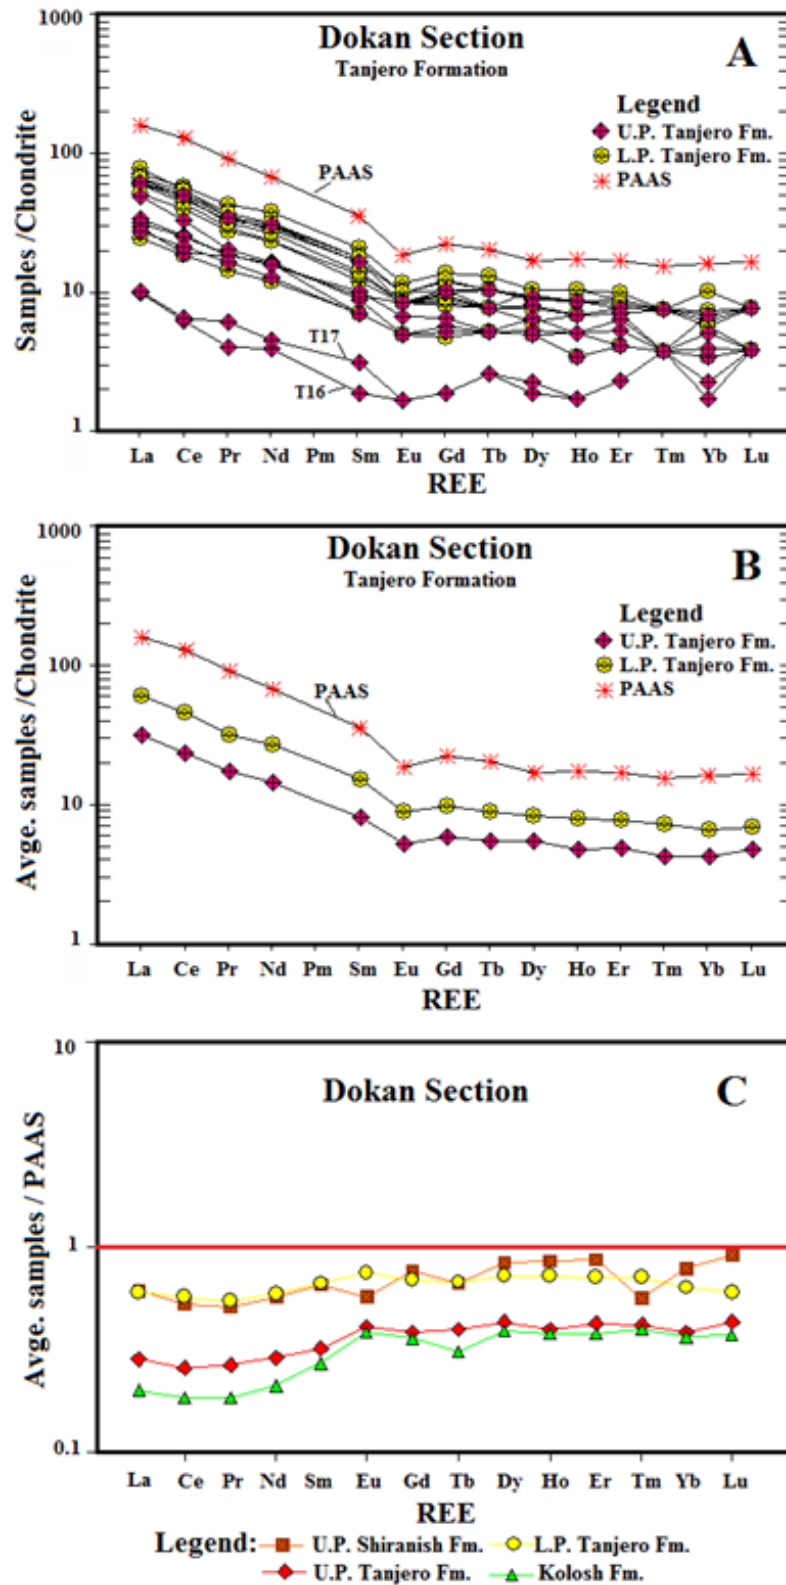 1000
Dokan Section
A
Tanjero Formation
Legend
U.P. Tanjero Fm.
L.P. Tanjero Fm.
PAAS
100
PAAS
10
T17
T16
1
Samples /Chondrite
La Ce Pr Nd Pm Sm Eu Gd Tb Dy Ho Er Tm Yb Lu
REE
1000
Dokan Section
B
Tanjero Formation
Legend
U.P. Tanjero Fm.
L.P. Tanjero Fm.
PAAS
100
PAAS
10
1
Avge. samples/Chondrite
La Ce Pr Nd Pm Sm Eu Gd Tb Dy Ho Er Tm Yb Lu
REE
10
Dokan Section
C
1
0.1
Avge. samples / PAAS
La Ce Pr Nd Sm Eu Gd Tb Dy Ho Er Tm Yb Lu
REE
Legend: U.P. Shiranish Fm. L.P. Tanjero Fm.
U.P. Tanjero Fm. Kolosh Fm.